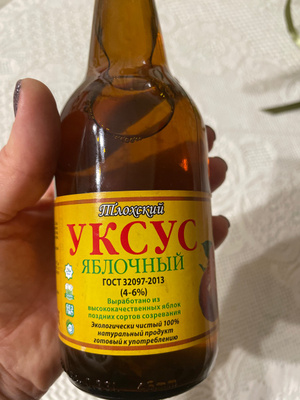 Тлохский
УКСУС
ЯБЛОЧНЫЙ
ГОСТ 32097-2013
(4-6%)
Выработано из
высококачественных яблок
поздних сортов созревания
Экологически чистый 100%
натуральный продукт
готовый к употреблению